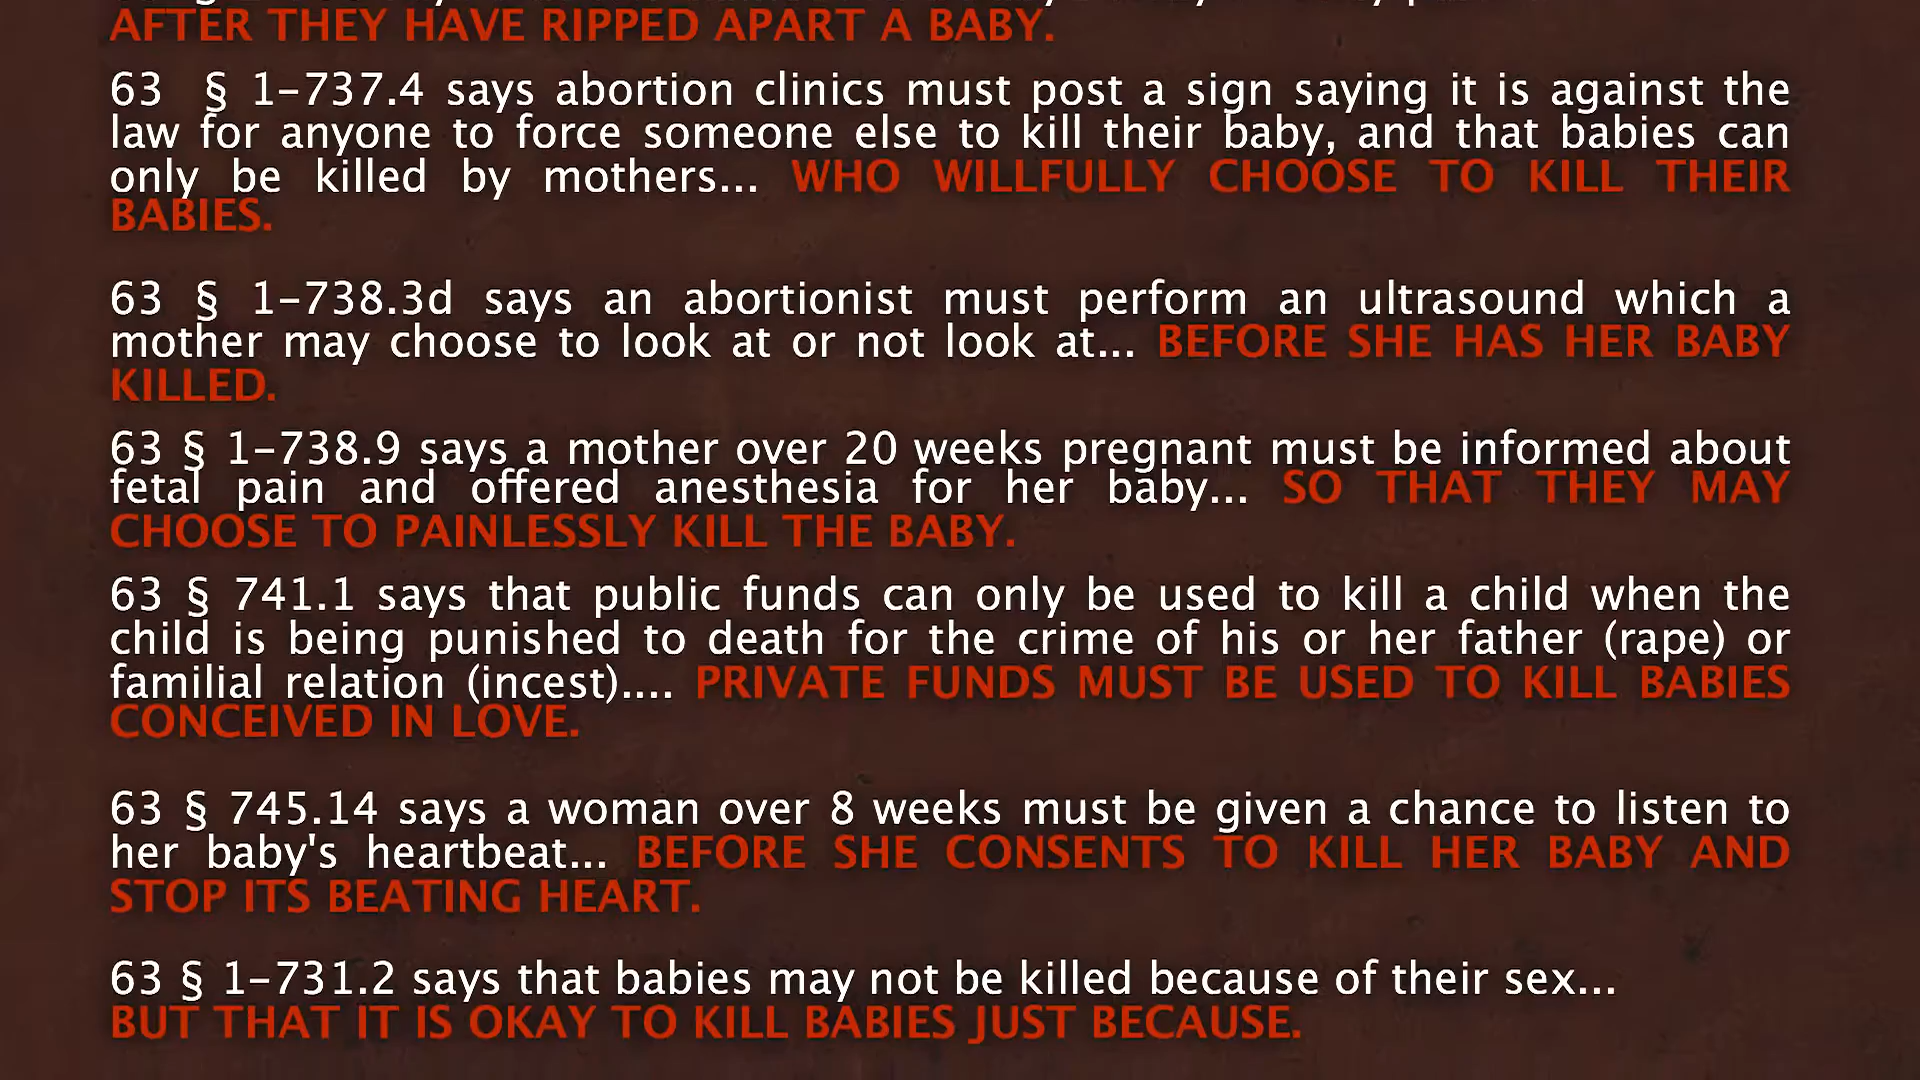 AFTER THEY HAVE RIPPED APART A BABY.
63 § 1-737.4 says abortion clinics must post a sign saying it is against the
law for anyone to force someone else to kill their baby, and that babies can
only be killed by mothers... WHO WILLFULLY CHOOSE TO KILL THEIR
BABIES.
63 § 1-738.3d says an abortionist must perform an ultrasound which a
mother may choose to look at or not look at... BEFORE SHE HAS HER BABY
KILLED.
63 § 1-738.9 says a mother over 20 weeks pregnant must be informed about
fetal pain and offered anesthesia for her baby... SO THAT THEY MAY
CHOOSE TO PAINLESSLY KILL THE BABY.
63 § 741.1 says that public funds can only be used to kill a child when the
child is being punished to death for the crime of his or her father (rape) or
familial relation (incest).... PRIVATE FUNDS MUST BE USED TO KILL BABIES
CONCEIVED IN LOVE.
63 § 745.14 says a woman over 8 weeks must be given a chance to listen to
her baby's heartbeat... BEFORE SHE CONSENTS TO KILL HER BABY AND
STOP ITS BEATING HEART.
63 § 1-731.2 says that babies may not be killed because of their sex...
BUT THAT IT IS OKAY TO KILL BABIES JUST BECAUSE.